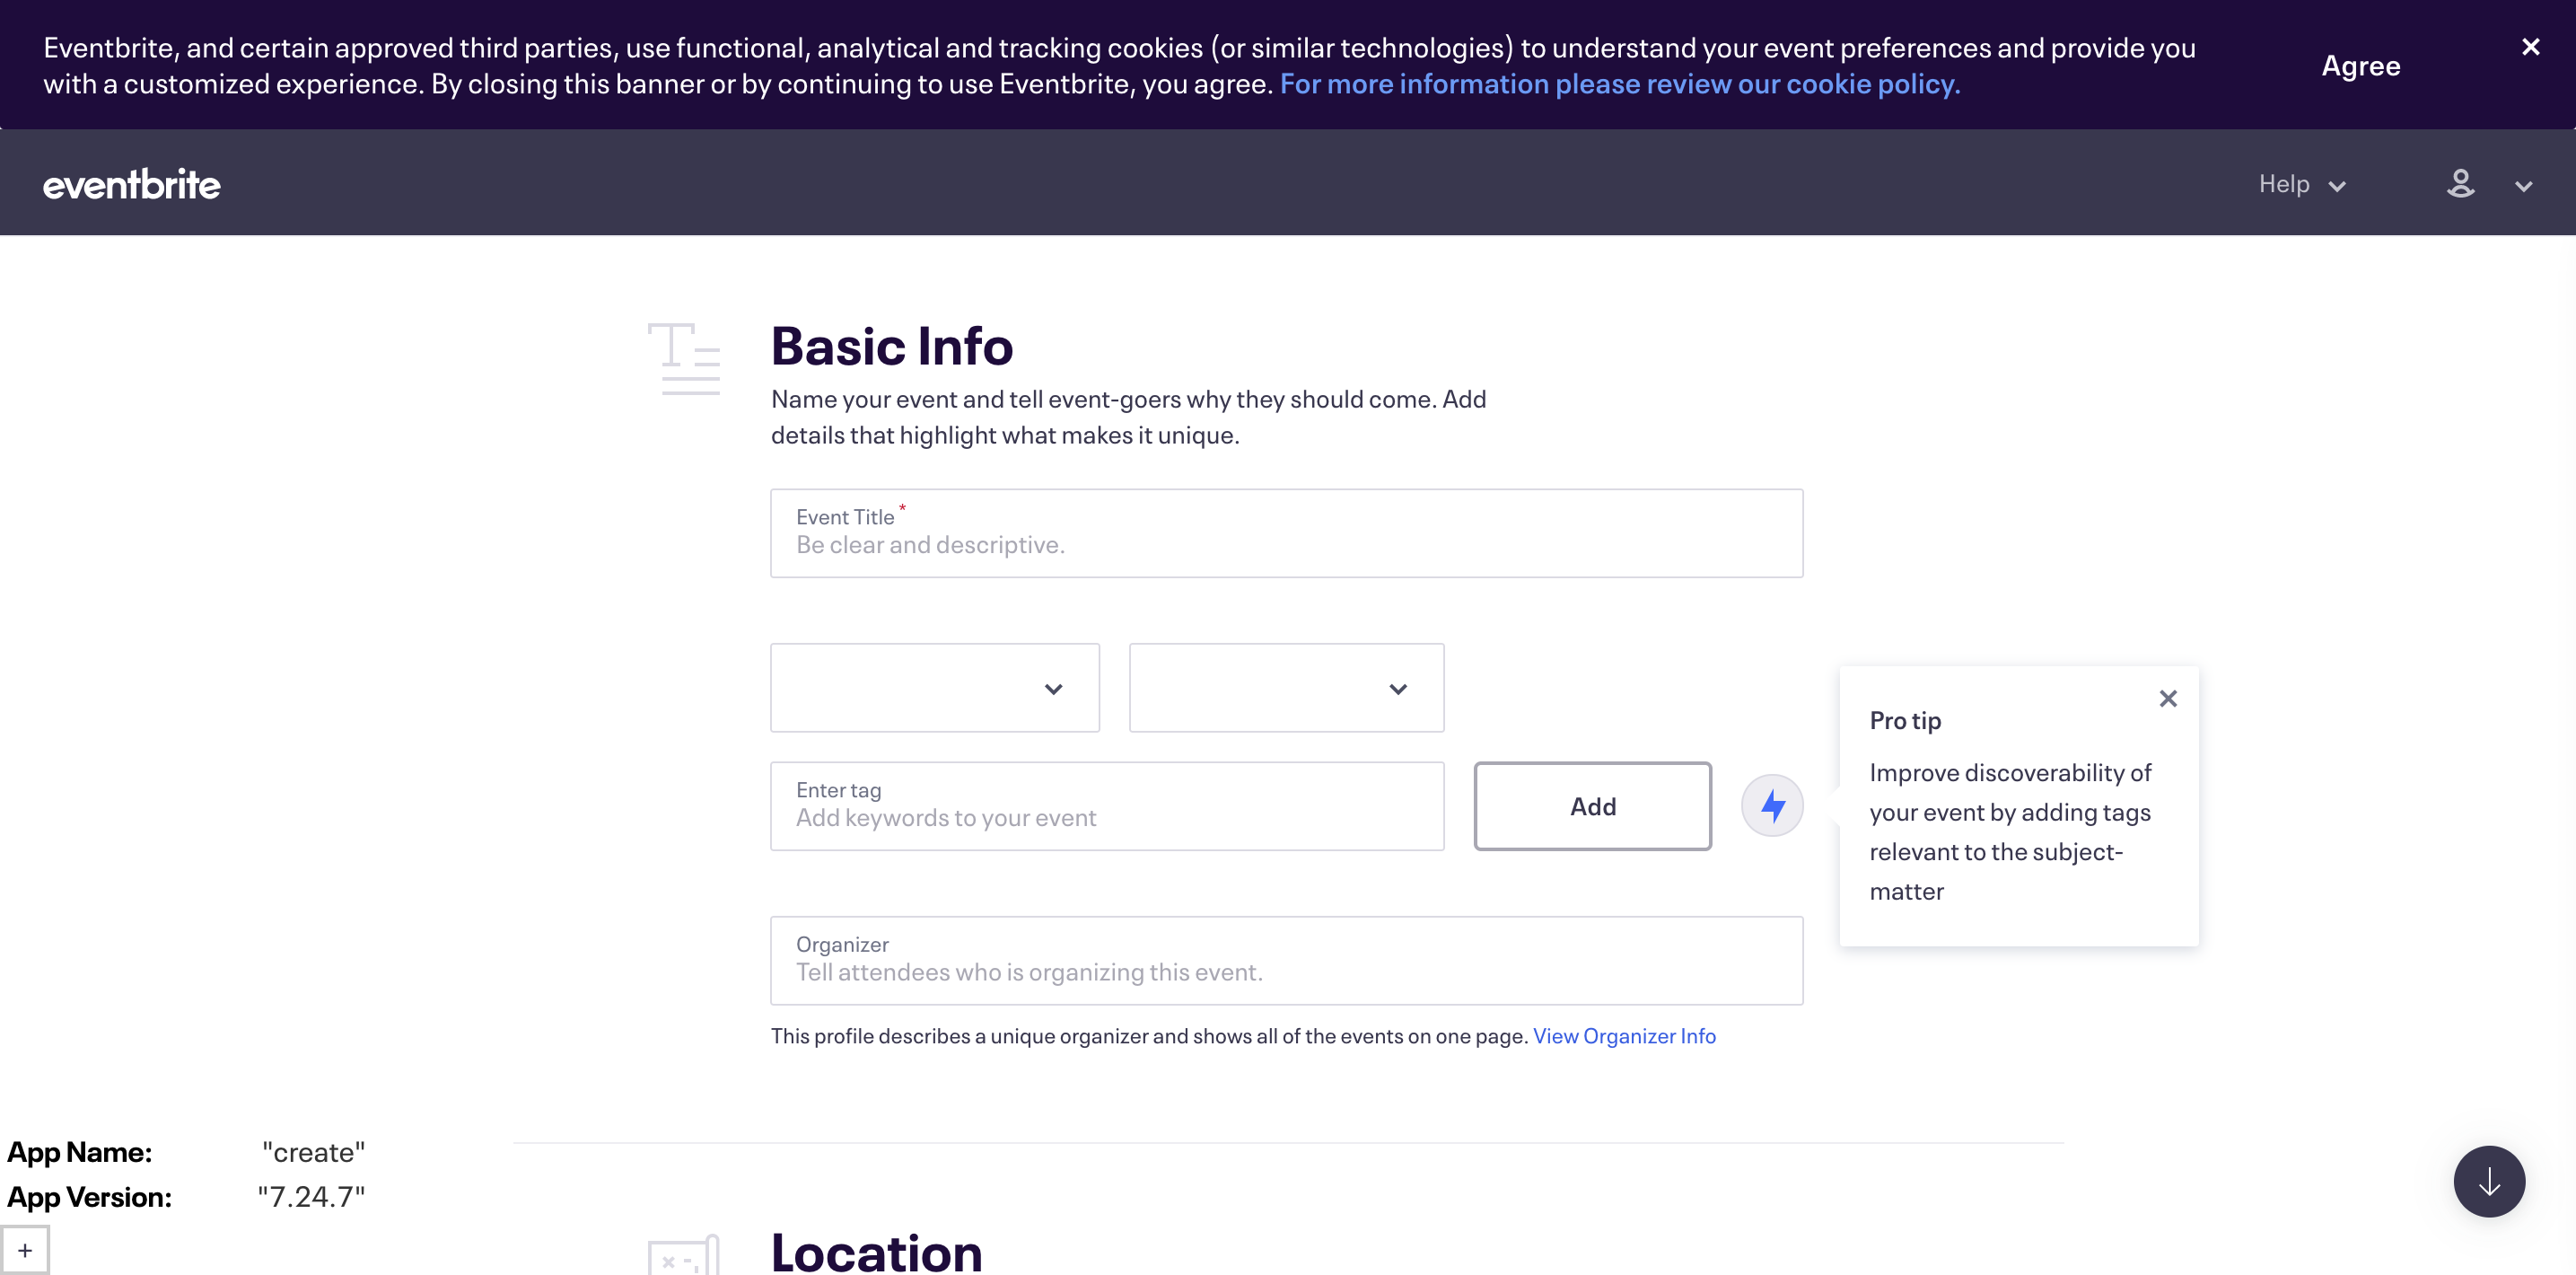 Eventbrite, and certain approved third parties, use functional, analytical and tracking cookies (or similar technologies) to understand your event preferences and provide you
with a customized experience. By closing this banner or by continuing to use Eventbrite, you agree. For more information please review our cookie policy.
Agree
eventbrite
Help
Basic Info
Name your event and tell event-goers why they should come. Add
details that highlight what makes it unique.
Event Title *
Be clear and descriptive.
Enter tag
Add keywords to your event
Add
Pro tip
Improve discoverability of
your event by adding tags
relevant to the subject-
matter
Organizer
Tell attendees who is organizing this event.
This profile describes a unique organizer and shows all of the events on one page. View Organizer Info
App Name: "create"
App Version: "7.24.7"
+
Location